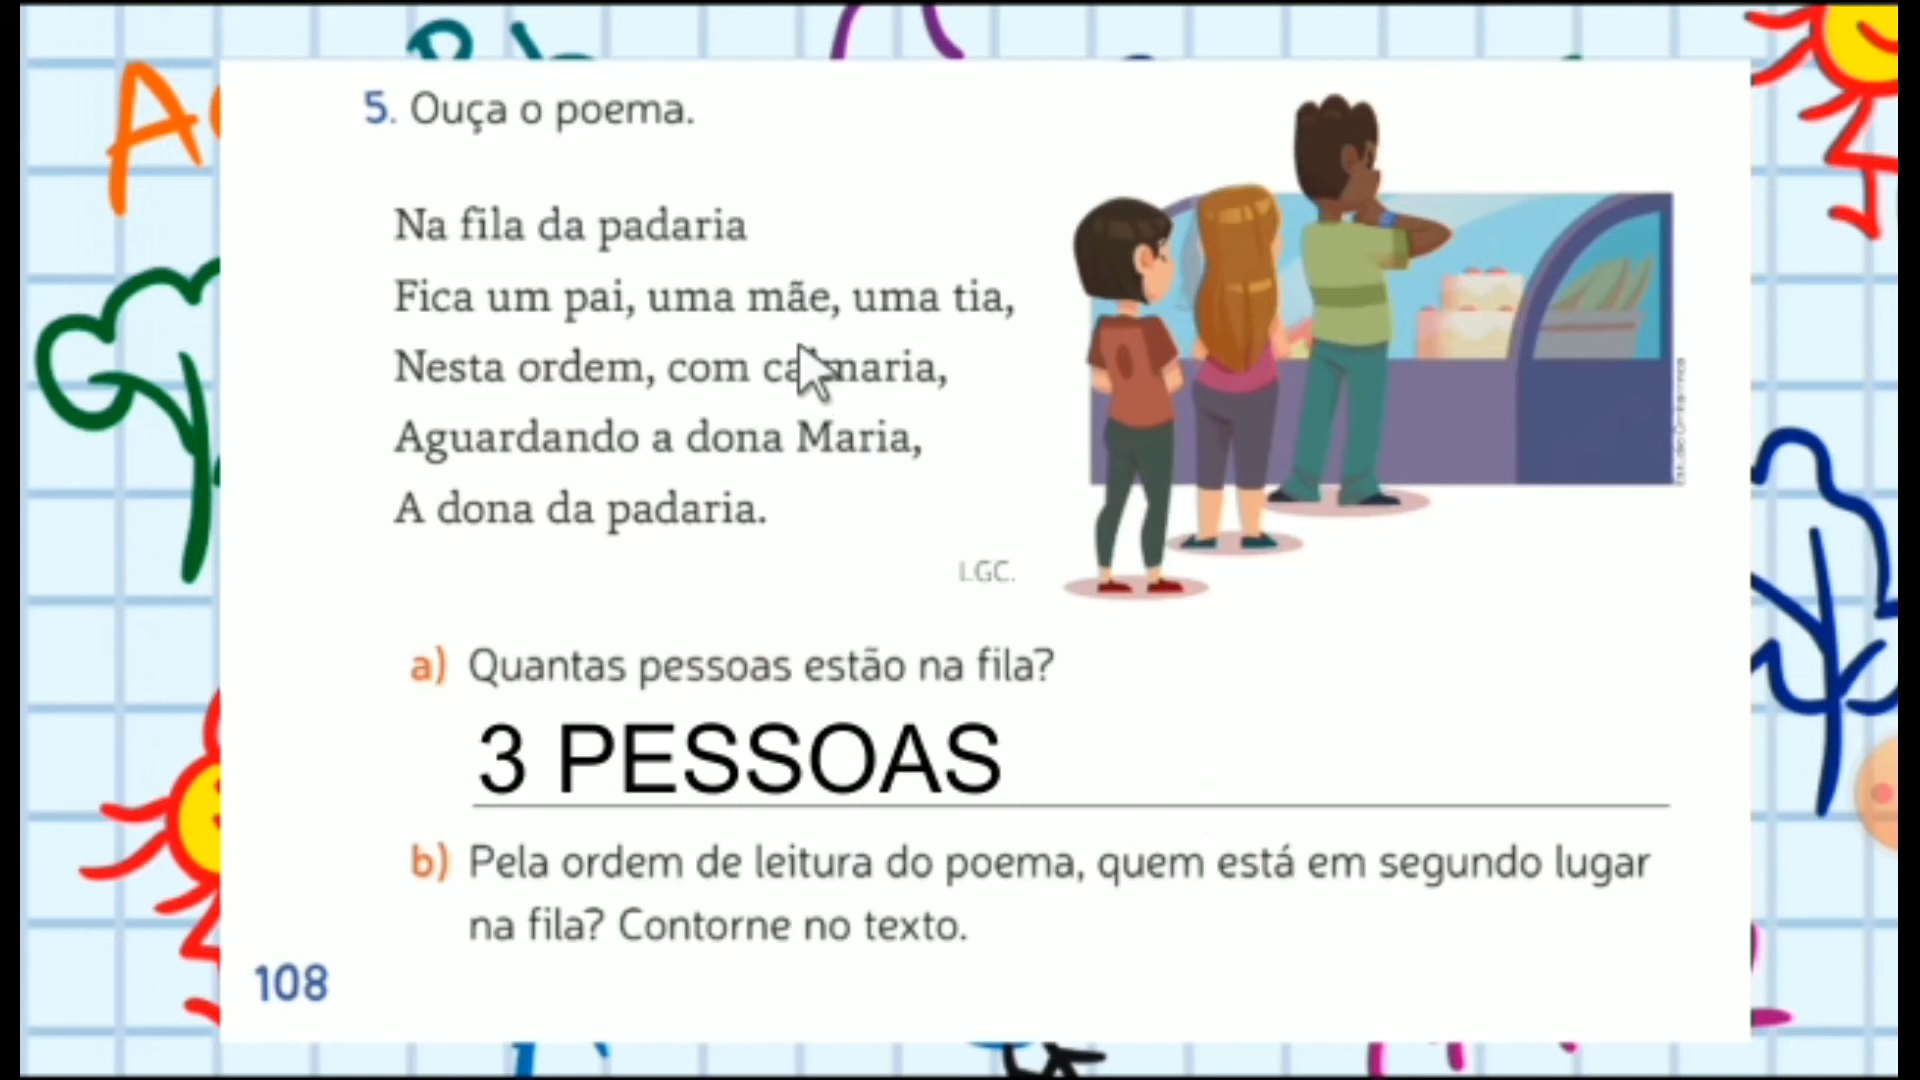 5. Ouça o poema.
Na fila da padaria
Fica um pai, uma mãe, uma tia,
Nesta ordem, com maria,
Aguardando a dona Maria,
A dona da padaria.
LGC.
a) Quantas pessoas estão na fila?
3 PESSOAS
b) Pela ordem de leitura do poema, quem está em segundo lugar
na fila? Contorne no texto.
108